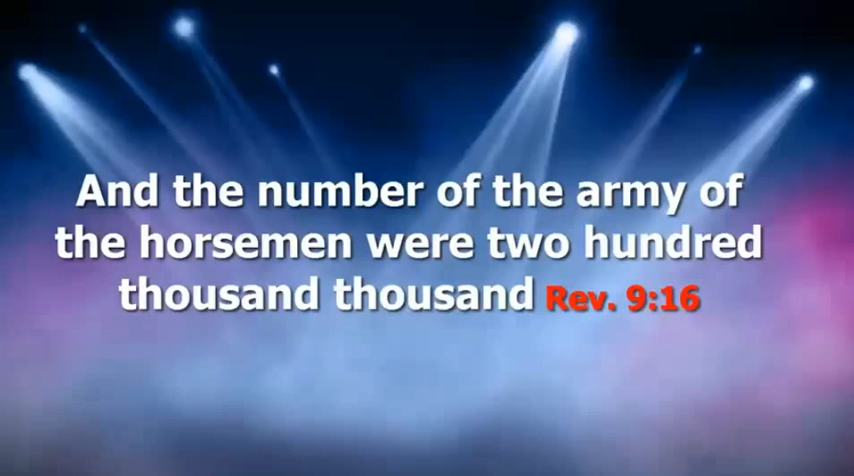 And the number of the army of
the horsemen were two hundred
thousand thousand Rev. 9:16